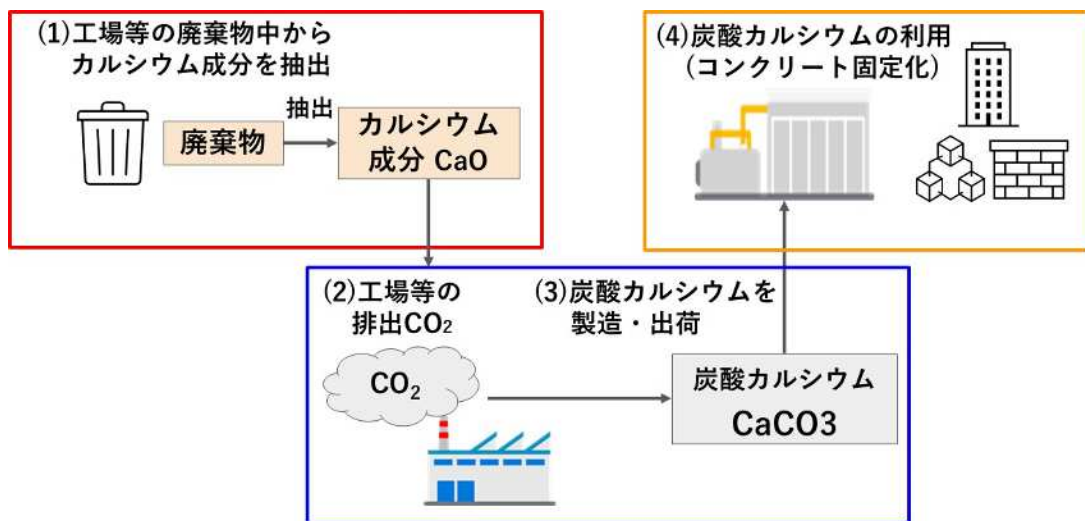 (1)工場等の廃棄物中から
カルシウム成分を抽出
廃棄物
抽出
カルシウム
成分 CaO
(2)工場等の
排出CO₂
CO₂
(3)炭酸カルシウムを
製造・出荷
炭酸カルシウム
CaCO3
(4)炭酸カルシウムの利用
(コンクリート固定化)